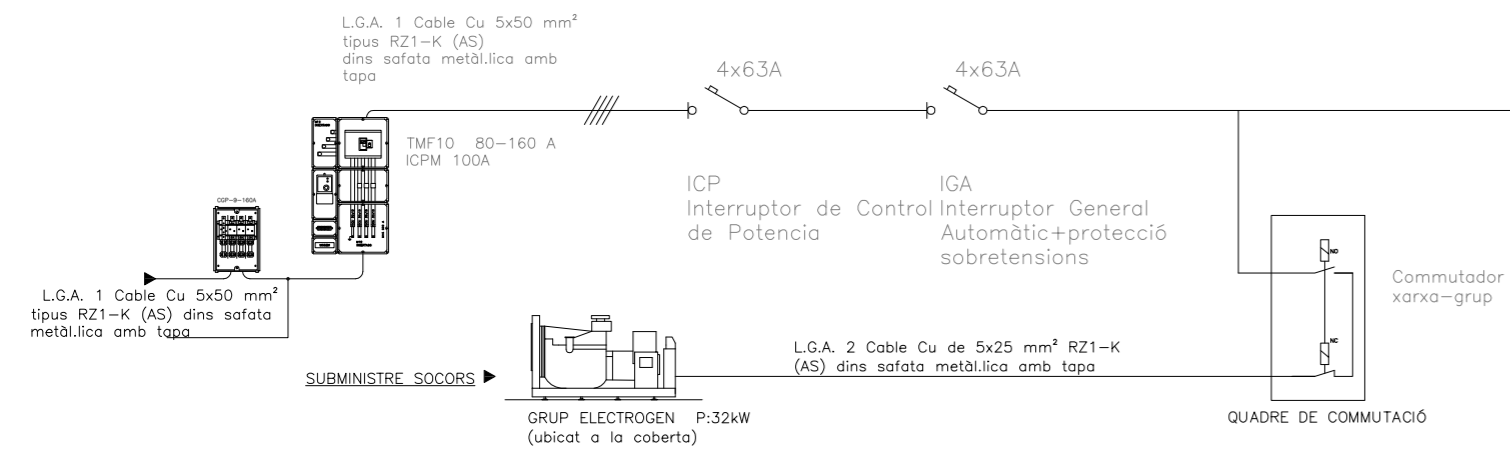 L.G.A. 1 Cable Cu 5x50 mm²
tipus RZ1-K (AS)
dins safata metàl.lica amb
tapa
4x63A
4x63A
TMF10 80-160 A
ICPM 100A
ICP
Interruptor de Control
de Potencia
IGA
Interruptor General
Automàtic+protecció
sobretensions
CGP-9-160A
L.G.A. 1 Cable Cu 5x50 mm²
tipus RZ1-K (AS) dins safata
metàl.lica amb tapa
NO
Commutador
xarxa-grup
NC
L.G.A. 2 Cable Cu de 5x25 mm² RZ1-K
(AS) dins safata metàl.lica amb tapa
SUBMINISTRE SOCORS
GRUP ELECTROGEN P:32kW
(ubicat a la coberta)
QUADRE DE COMMUTACIÓ